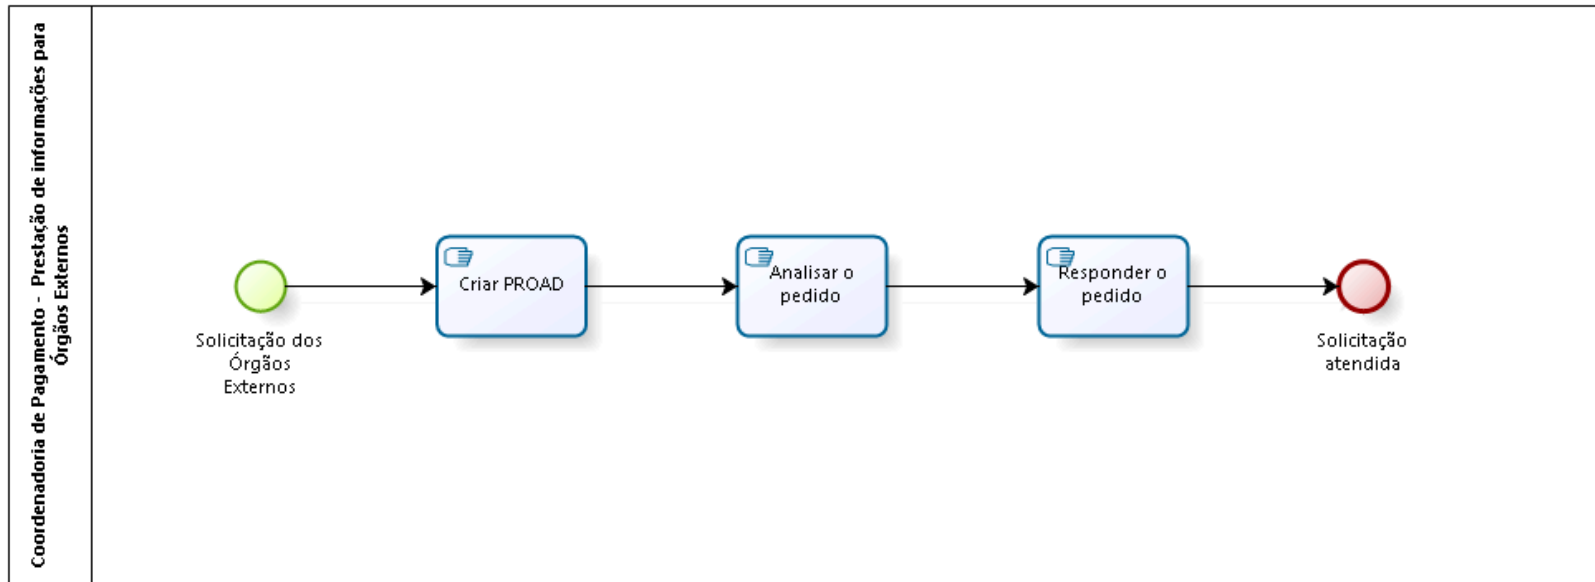 Coordenadoria de Pagamento - Prestação de informações para
Órgãos Externos
Solicitação dos
Órgãos
Externos
Criar PROAD
Analisar o
pedido
Responder o
pedido
Solicitação
atendida